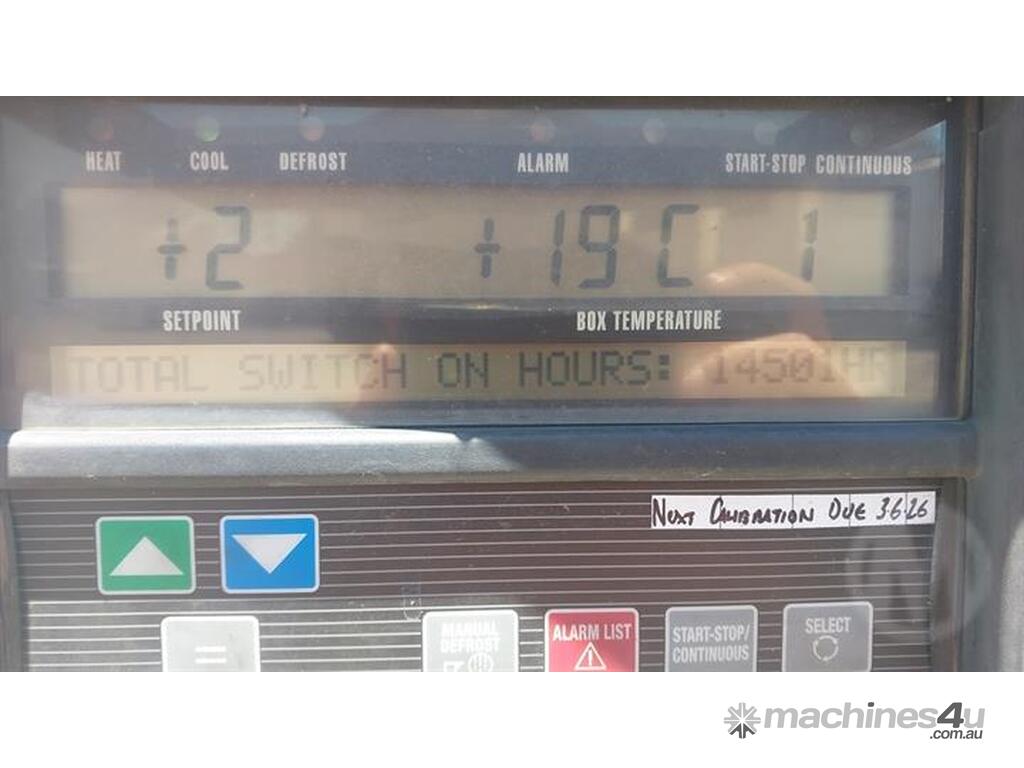 HEAT COOL DEFROST ALARM START-STOP CONTINUOUS
+2 +19 C 1
SETPOINT BOX TEMPERATURE
TOTAL SWITCH ON HOURS: 14501HR
NEXT CALIBRATION DUE 3.6.26
MANUAL DEFROST
ALARM LIST
START-STOP/
CONTINUOUS
SELECT
=
machines4u
.com.au